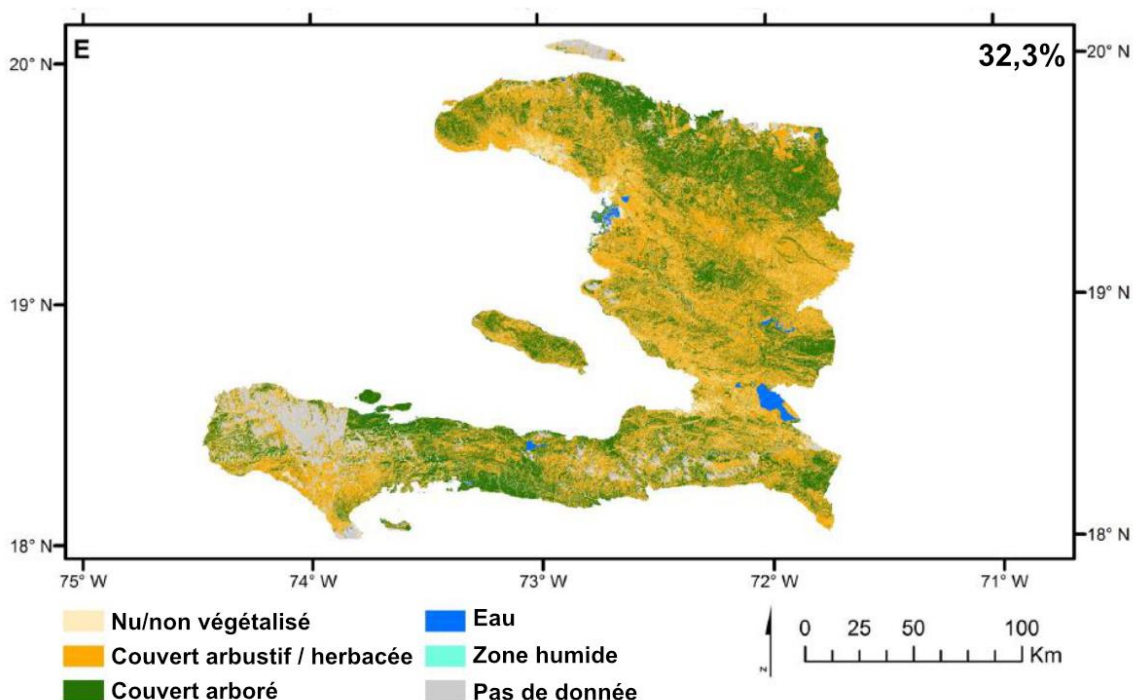 E
32,3%
20° N
20° N
19° N
19° N
18° N
18° N
75° W
74° W
73° W
72° W
71° W
Nu/non végétalisé
Couvert arbustif / herbacée
Couvert arboré
Eau
Zone humide
Pas de donnée
N
0 25 50 100
Km